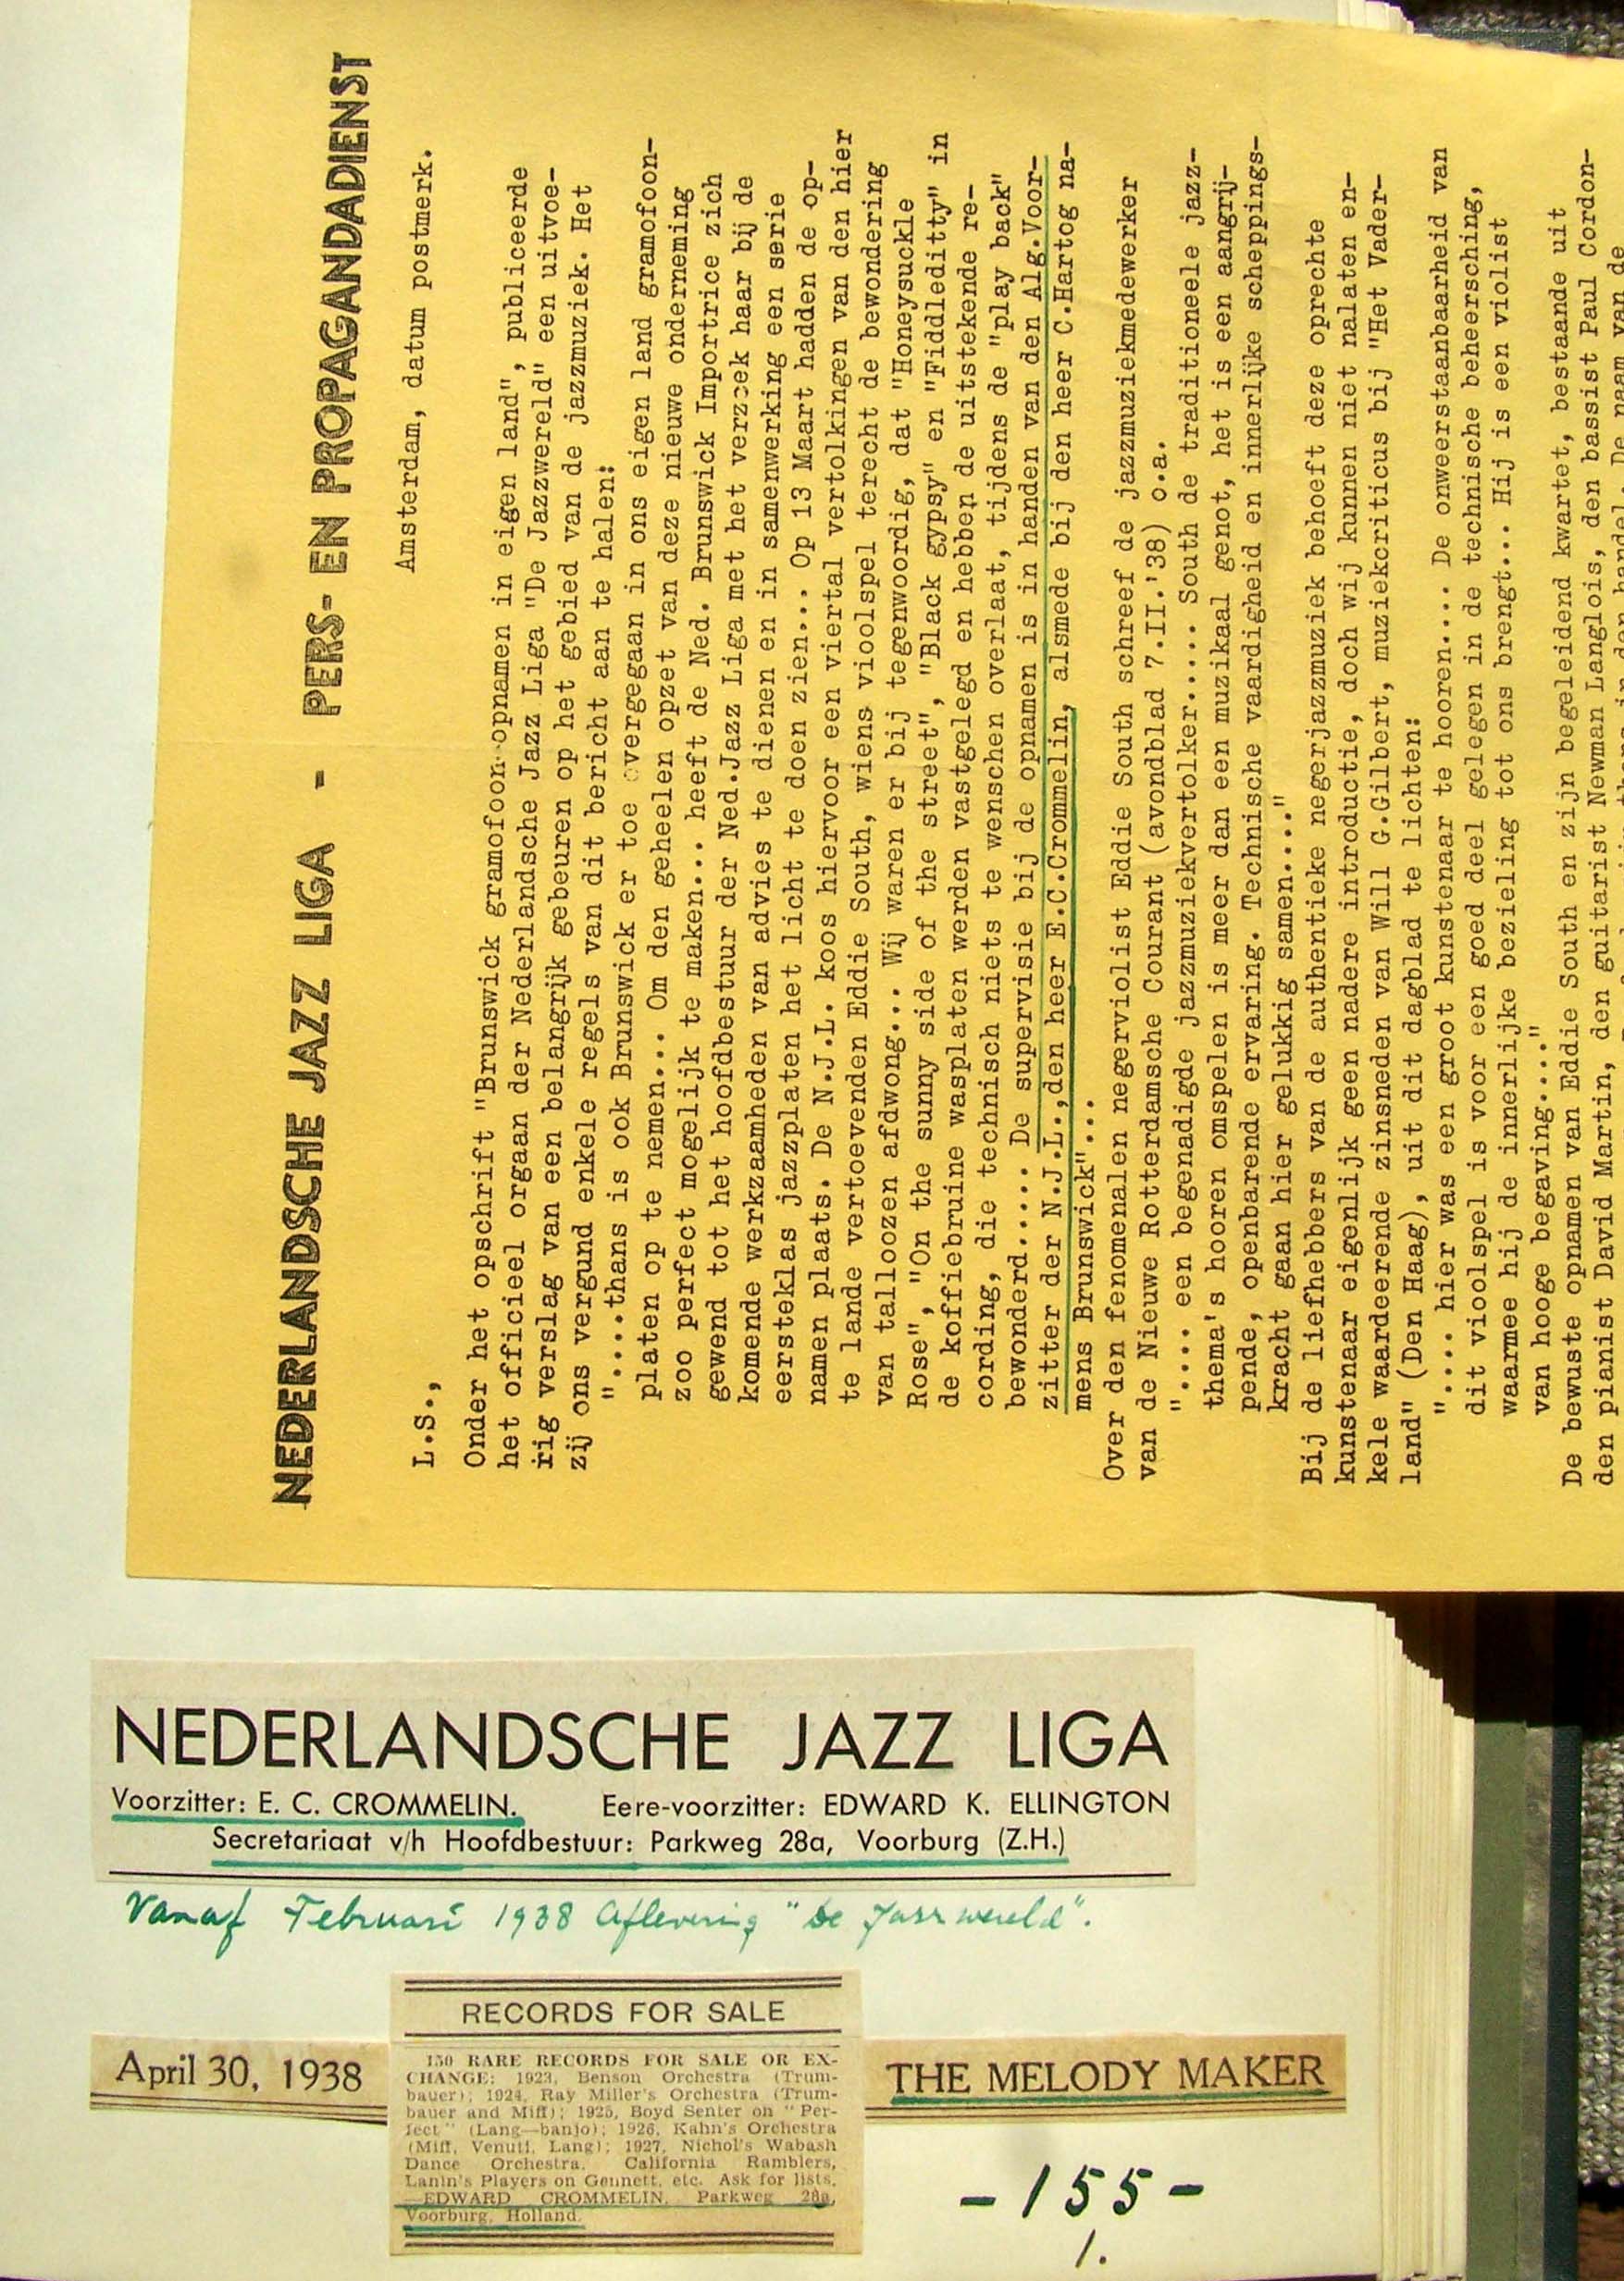 NEDERLANDSCHE JAZZ LIGA - PERS- EN PROPAGANDADIENST
Amsterdam, datum postmerk.
L.S.,
Onder het opschrift "Brunswick gramofoon-opnamen in eigen land", publiceerde
het officieel orgaan der Nederlandsche Jazz Liga "De Jazzwereld" een uitvoe-
rig verslag van een belangrijk gebeuren op het gebied van de jazzmuziek. Het
zij ons vergund enkele regels van dit bericht aan te halen:
"....thans is ook Brunswick er toe overgegaan in ons eigen land gramofoon-
platen op te nemen... Om den geheelen opzet van deze nieuwe onderneming
zoo perfect mogelijk te maken... heeft de Ned. Brunswick Importrice zich
gewend tot het hoofdbestuur der Ned.Jazz Liga met het verzoek haar bij de
komende werkzaamheden van advies te dienen en in samenwerking een serie
eersteklas jazzplaten het licht te doen zien... Op 13 Maart hadden de op-
namen plaats. De N.J.L. koos hiervoor een viertal vertolkingen van den hier
te lande vertoevenden Eddie South, wiens vioolspel terecht de bewondering
van talloozen afdwong... Wij waren er bij tegenwoordig, dat "Honeysuckle
Rose", "On the sunny side of the street", "Black gypsy" en "Fiddleditty" in
de koffiebruine wasplaten werden vastgelegd en hebben de uitstekende re-
cording, die technisch niets te wenschen overlaat, tijdens de "play back"
bewonderd..... De supervisie bij de opnamen is in handen van den Alg.Voor-
zitter der N.J.L.,den heer E.C.Crommelin, alsmede bij den heer C.Hartog na-
mens Brunswick"...
Over den fenomenalen negerviolist Eddie South schreef de jazzmuziekmedewerker
van de Nieuwe Rotterdamsche Courant (avondblad 7.II.'38) o.a.
".... een begenadigde jazzmuziekvertolker..... South de traditioneele jazz-
thema's hooren omspelen is meer dan een muzikaal genot, het is een aangrij-
pende, openbarende ervaring. Technische vaardigheid en innerlijke scheppings-
kracht gaan hier gelukkig samen....."
Bij de liefhebbers van de authentieke negerjazzmuziek behoeft deze oprechte
kunstenaar eigenlijk geen nadere introductie, doch wij kunnen niet nalaten en-
kele waardeerende zinsneden van Will G.Gilbert, muziekcriticus bij "Het Vader-
land" (Den Haag), uit dit dagblad te lichten:
".... hier was een groot kunstenaar te hooren.... De onweerstaanbaarheid van
dit vioolspel is voor een goed deel gelegen in de technische beheersching,
waarmee hij de innerlijke bezieling tot ons brengt... Hij is een violist
van hooge begaving...."
De bewuste opnamen van Eddie South en zijn begeleidend kwartet, bestaande uit
den pianist David Martin, den guitarist Newman Langlois, den bassist Paul Cordon-
NEDERLANDSCHE JAZZ LIGA
Voorzitter: E. C. CROMMELIN. Eere-voorzitter: EDWARD K. ELLINGTON
Secretariaat v/h Hoofdbestuur: Parkweg 28a, Voorburg (Z.H.)
Vanaf Februari 1938 aflevering "De Jazzwereld".
RECORDS FOR SALE
April 30, 1938
150 RARE RECORDS FOR SALE OR EX-
CHANGE: 1923, Benson Orchestra (Trum-
bauer); 1924, Ray Miller's Orchestra (Trum-
bauer and Miff); 1925, Boyd Senter on "Per-
fect" (Lang—banjo); 1926, Kahn's Orchestra
(Miff, Venuti, Lang); 1927, Nichol's Wabash
Dance Orchestra, California Ramblers,
Lanin's Players on Gennett, etc. Ask for lists.
—EDWARD CROMMELIN, Parkweg 28a,
Voorburg, Holland.
THE MELODY MAKER
-155-
1.